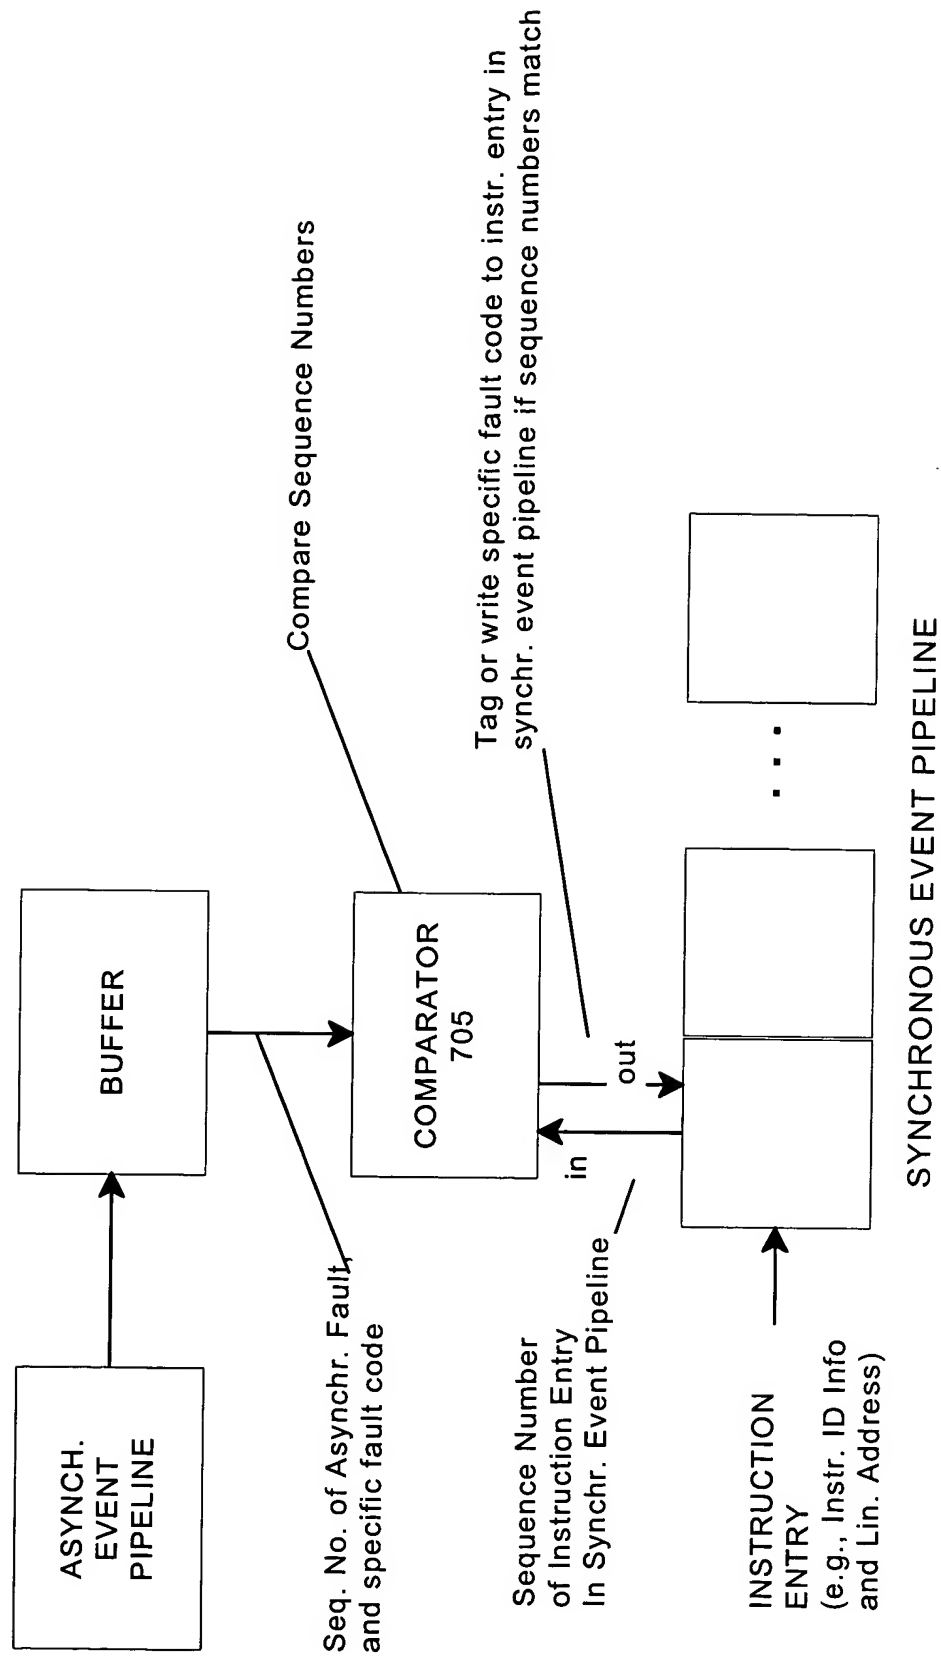 ASYNCH.
EVENT
PIPELINE
BUFFER
Seq. No. of Asynchr. Fault,
and specific fault code
COMPARATOR
705
Compare Sequence Numbers
in
out
Tag or write specific fault code to instr. entry in
synchr. event pipeline if sequence numbers match
Sequence Number
of Instruction Entry
In Synchr. Event Pipeline
INSTRUCTION
ENTRY
(e.g., Instr. ID Info
and Lin. Address)
. . .
SYNCHRONOUS EVENT PIPELINE